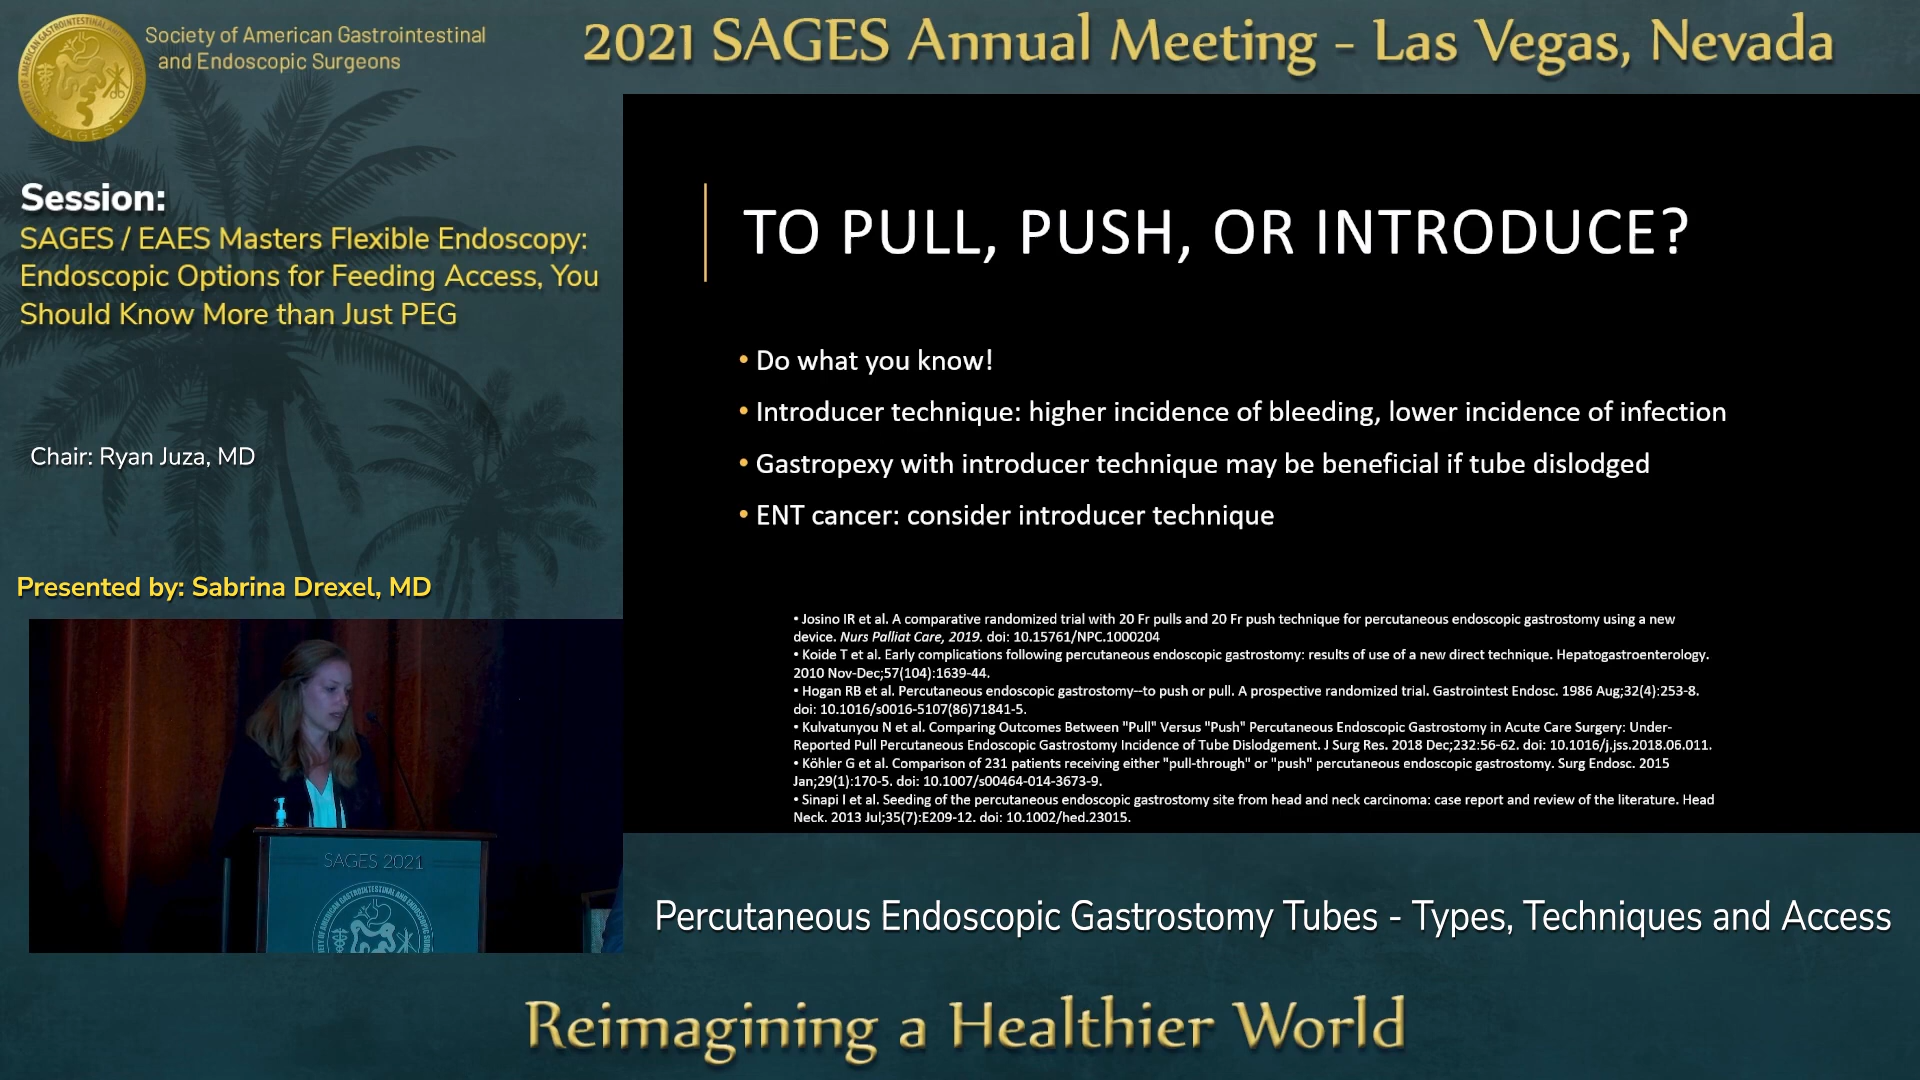 Society of American Gastrointestinal
and Endoscopic Surgeons
2021 SAGES Annual Meeting - Las Vegas, Nevada
Session:
SAGES / EAES Masters Flexible Endoscopy:
Endoscopic Options for Feeding Access, You
Should Know More than Just PEG
Chair: Ryan Juza, MD
Presented by: Sabrina Drexel, MD
SAGES 2021
TO PULL, PUSH, OR INTRODUCE?
• Do what you know!
• Introducer technique: higher incidence of bleeding, lower incidence of infection
• Gastropexy with introducer technique may be beneficial if tube dislodged
• ENT cancer: consider introducer technique
• Josino IR et al. A comparative randomized trial with 20 Fr pulls and 20 Fr push technique for percutaneous endoscopic gastrostomy using a new
device. Nurs Palliat Care, 2019. doi: 10.15761/NPC.1000204
• Koide T et al. Early complications following percutaneous endoscopic gastrostomy: results of use of a new direct technique. Hepatogastroenterology.
2010 Nov-Dec;57(104):1639-44.
• Hogan RB et al. Percutaneous endoscopic gastrostomy--to push or pull. A prospective randomized trial. Gastrointest Endosc. 1986 Aug;32(4):253-8.
doi: 10.1016/s0016-5107(86)71841-5.
• Kulvatunyou N et al. Comparing Outcomes Between "Pull" Versus "Push" Percutaneous Endoscopic Gastrostomy in Acute Care Surgery: Under-
Reported Pull Percutaneous Endoscopic Gastrostomy Incidence of Tube Dislodgement. J Surg Res. 2018 Dec;232:56-62. doi: 10.1016/j.jss.2018.06.011.
• Köhler G et al. Comparison of 231 patients receiving either "pull-through" or "push" percutaneous endoscopic gastrostomy. Surg Endosc. 2015
Jan;29(1):170-5. doi: 10.1007/s00464-014-3673-9.
• Sinapi I et al. Seeding of the percutaneous endoscopic gastrostomy site from head and neck carcinoma: case report and review of the literature. Head
Neck. 2013 Jul;35(7):E209-12. doi: 10.1002/hed.23015.
Percutaneous Endoscopic Gastrostomy Tubes - Types, Techniques and Access
Reimagining a Healthier World